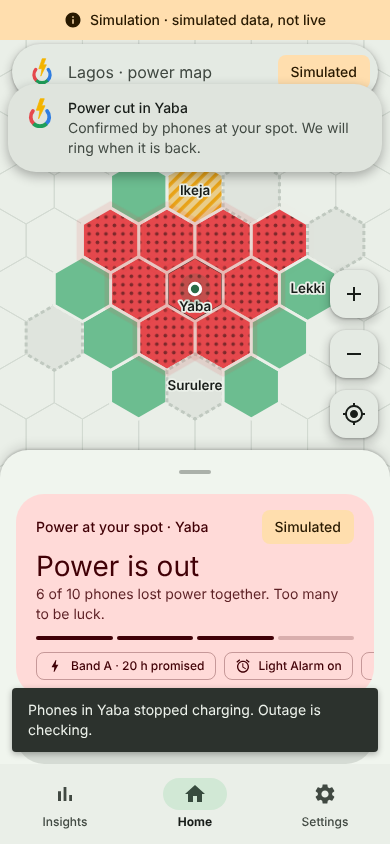 Simulation · simulated data, not live
Lagos · power map
Simulated
Power cut in Yaba
Confirmed by phones at your spot. We will
ring when it is back.
Ikeja
Lekki
Yaba
Surulere
Power at your spot · Yaba
Simulated
Power is out
6 of 10 phones lost power together. Too many
to be luck.
Band A · 20 h promised
Light Alarm on
Phones in Yaba stopped charging. Outage is
checking.
Insights
Home
Settings